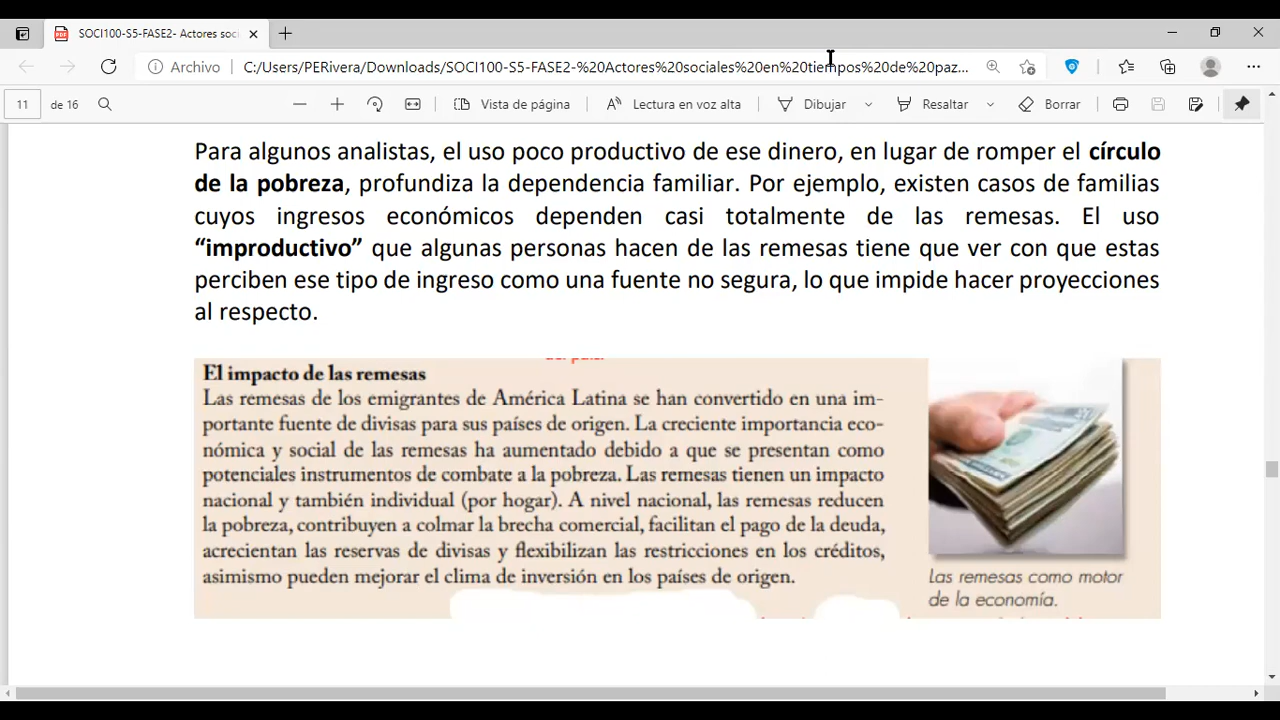 SOCI100-S5-FASE2- Actores soci
Archivo C:/Users/PERivera/Downloads/SOCI100-S5-FASE2-%20Actores%20sociales%20en%20tiempos%20de%20paz...
11 de 16 Vista de página Lectura en voz alta Dibujar Resaltar Borrar
Para algunos analistas, el uso poco productivo de ese dinero, en lugar de romper el círculo
de la pobreza, profundiza la dependencia familiar. Por ejemplo, existen casos de familias
cuyos ingresos económicos dependen casi totalmente de las remesas. El uso
“improductivo” que algunas personas hacen de las remesas tiene que ver con que estas
perciben ese tipo de ingreso como una fuente no segura, lo que impide hacer proyecciones
al respecto.
El impacto de las remesas
Las remesas de los emigrantes de América Latina se han convertido en una im-
portante fuente de divisas para sus países de origen. La creciente importancia eco-
nómica y social de las remesas ha aumentado debido a que se presentan como
potenciales instrumentos de combate a la pobreza. Las remesas tienen un impacto
nacional y también individual (por hogar). A nivel nacional, las remesas reducen
la pobreza, contribuyen a colmar la brecha comercial, facilitan el pago de la deuda,
acrecientan las reservas de divisas y flexibilizan las restricciones en los créditos,
asimismo pueden mejorar el clima de inversión en los países de origen.
Las remesas como motor
de la economía.